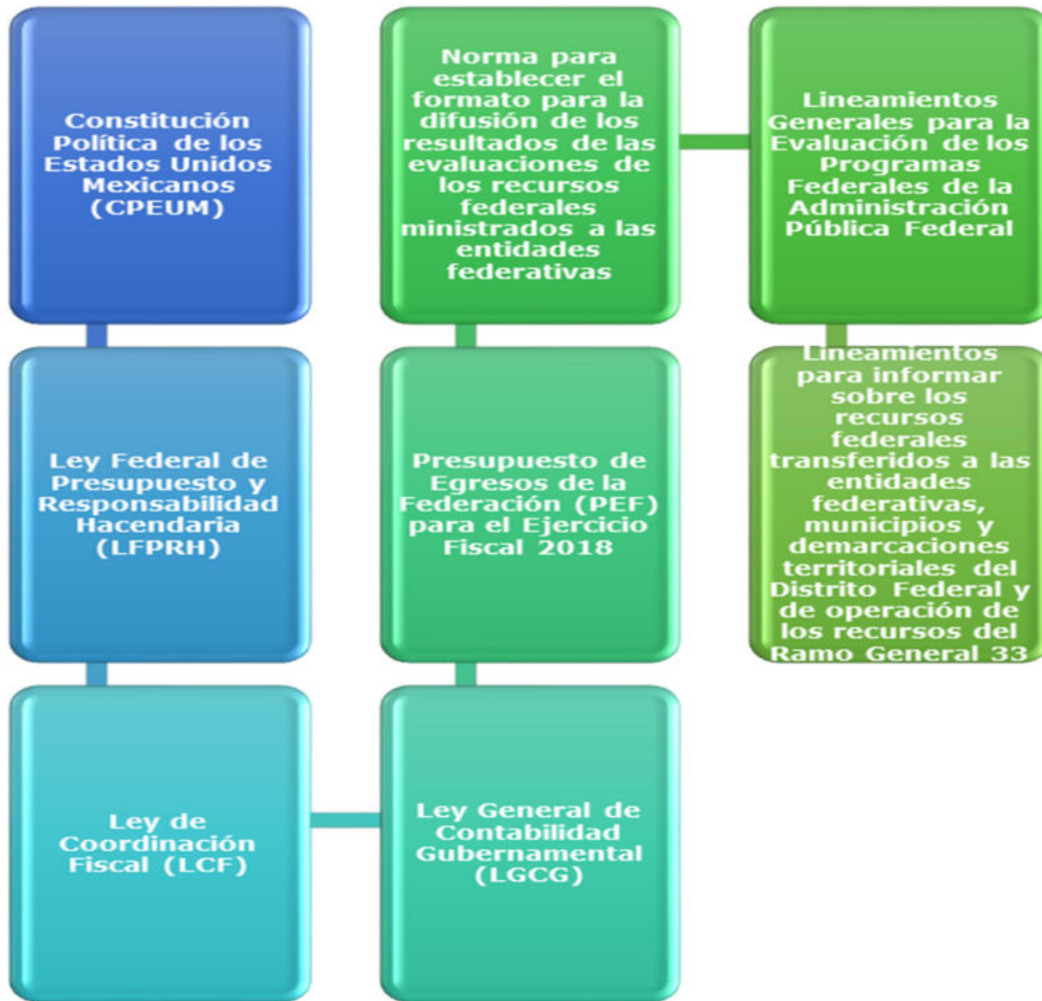 Constitución
Política de los
Estados Unidos
Mexicanos
(CPEUM)
Ley Federal de
Presupuesto y
Responsabilidad
Hacendaria
(LFPRH)
Ley de
Coordinación
Fiscal (LCF)
Ley General de
Contabilidad
Gubernamental
(LGCG)
Presupuesto de
Egresos de la
Federación (PEF)
para el Ejercicio
Fiscal 2018
Norma para
establecer el
formato para la
difusión de los
resultados de las
evaluaciones de
los recursos
federales
ministrados a las
entidades
federativas
Lineamientos
Generales para la
Evaluación de los
Programas
Federales de la
Administración
Pública Federal
Lineamientos
para informar
sobre los
recursos
federales
transferidos a las
entidades
federativas,
municipios y
demarcaciones
territoriales del
Distrito Federal y
de operación de
los recursos del
Ramo General 33